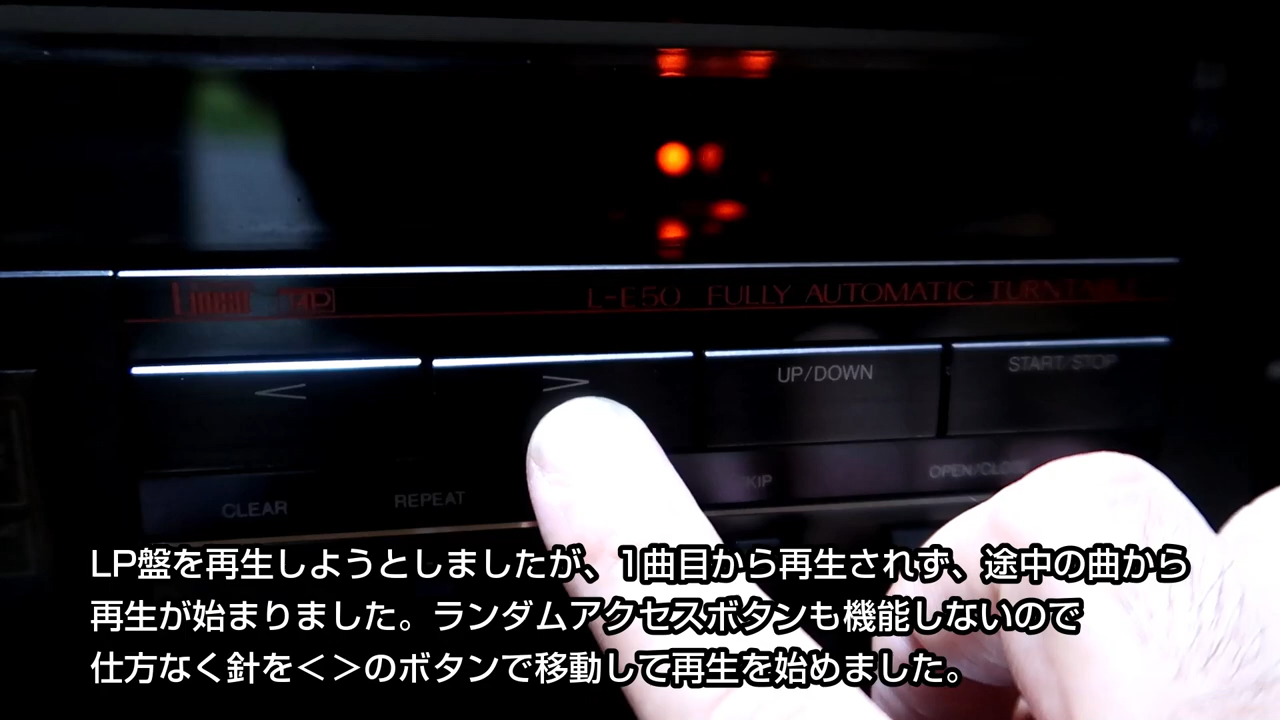 Linear
L-E50 FULLY AUTOMATIC TURNTABLE
< > UP/DOWN START/STOP
CLEAR REPEAT OPEN/CLOSE
LP盤を再生しようとしましたが、1曲目から再生されず、途中の曲から
再生が始まりました。ランダムアクセスボタンも機能しないので
仕方なく針を＜＞のボタンで移動して再生を始めました。